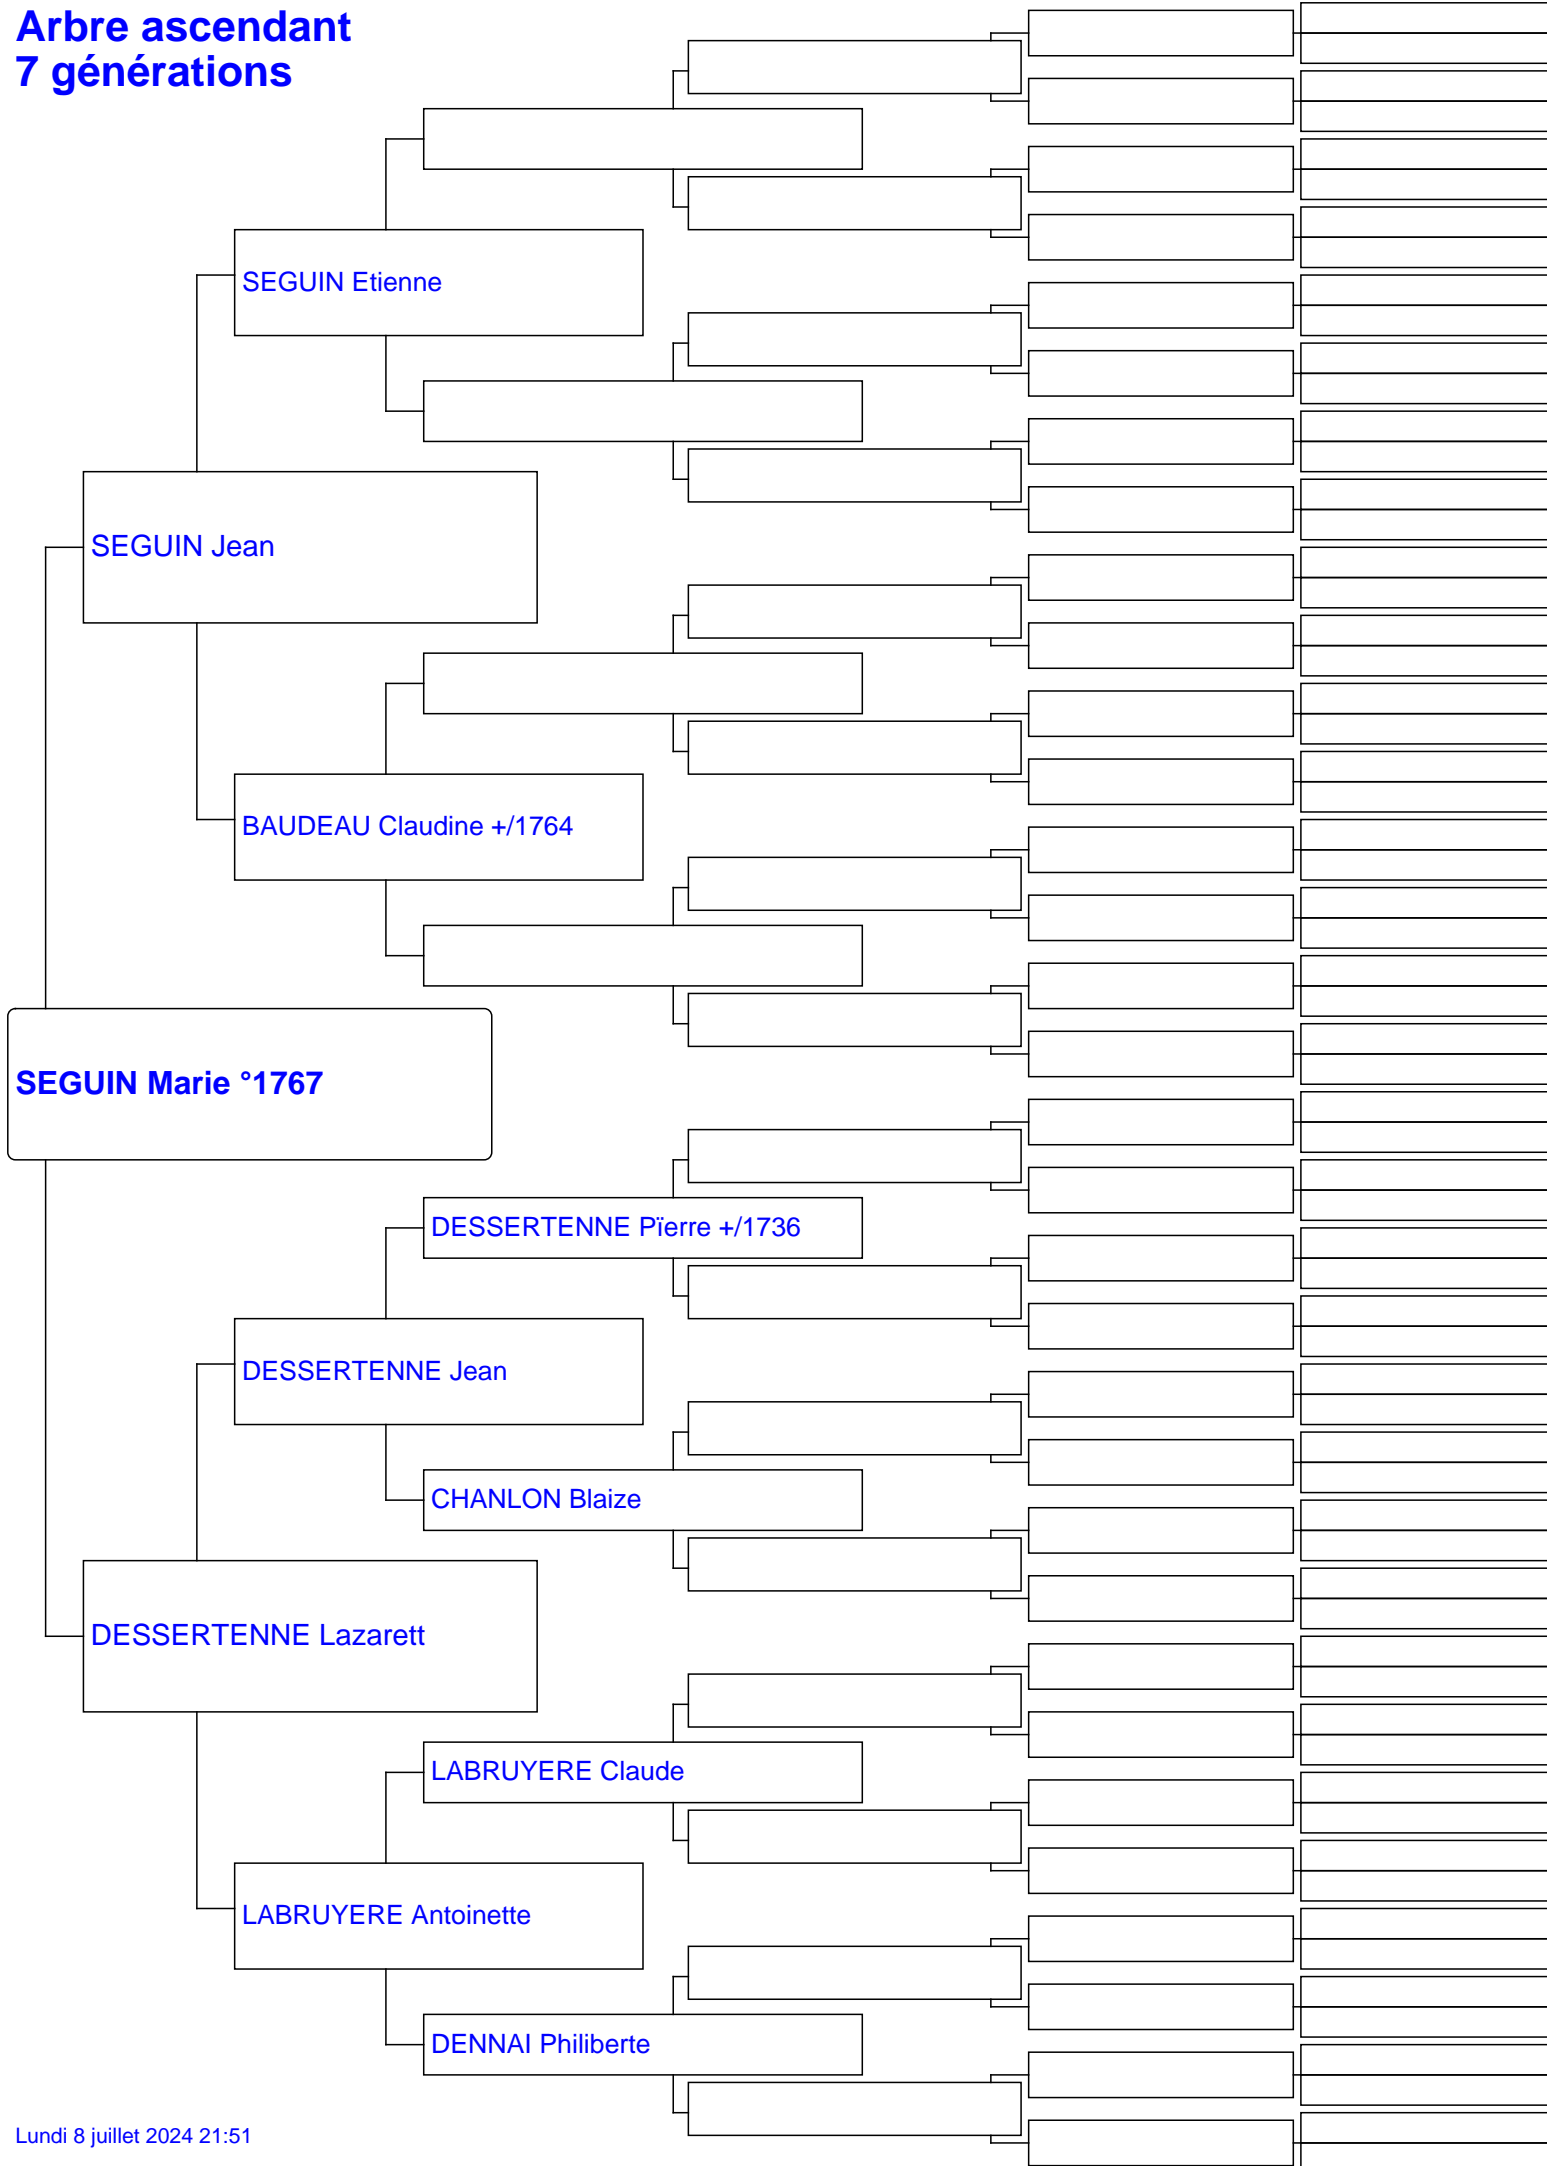 Arbre ascendant
7 générations
SEGUIN Etienne
SEGUIN Jean
BAUDEAU Claudine +/1764
SEGUIN Marie °1767
DESSERTENNE Pïerre +/1736
DESSERTENNE Jean
CHANLON Blaize
DESSERTENNE Lazarett
LABRUYERE Claude
LABRUYERE Antoinette
DENNAI Philiberte
Lundi 8 juillet 2024 21:51